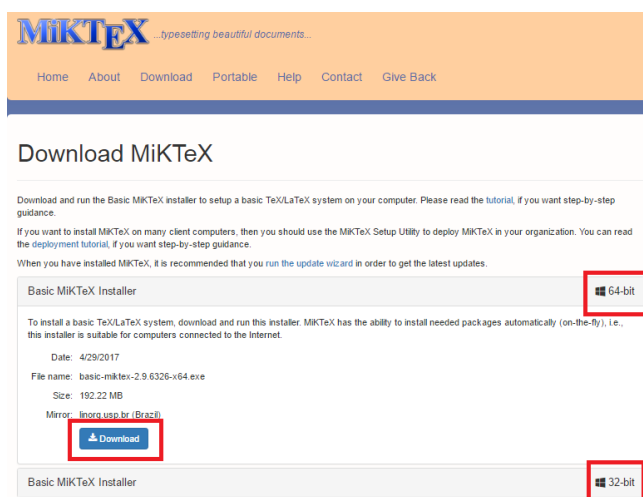 MiKTEX ...typesetting beautiful documents...
Home About Download Portable Help Contact Give Back
Download MiKTeX
Download and run the Basic MiKTeX installer to setup a basic TeX/LaTeX system on your computer. Please read the tutorial, if you want step-by-step
guidance.
If you want to install MiKTeX on many client computers, then you should use the MiKTeX Setup Utility to deploy MiKTeX in your organization. You can read
the deployment tutorial, if you want step-by-step guidance.
When you have installed MiKTeX, it is recommended that you run the update wizard in order to get the latest updates.
Basic MiKTeX Installer 64-bit
To install a basic TeX/LaTeX system, download and run this installer. MiKTeX has the ability to install needed packages automatically (on-the-fly), i.e.,
this installer is suitable for computers connected to the Internet.
Date: 4/29/2017
File name: basic-miktex-2.9.6326-x64.exe
Size: 192.22 MB
Mirror: linorg.usp.br (Brazil)
Download
Basic MiKTeX Installer 32-bit